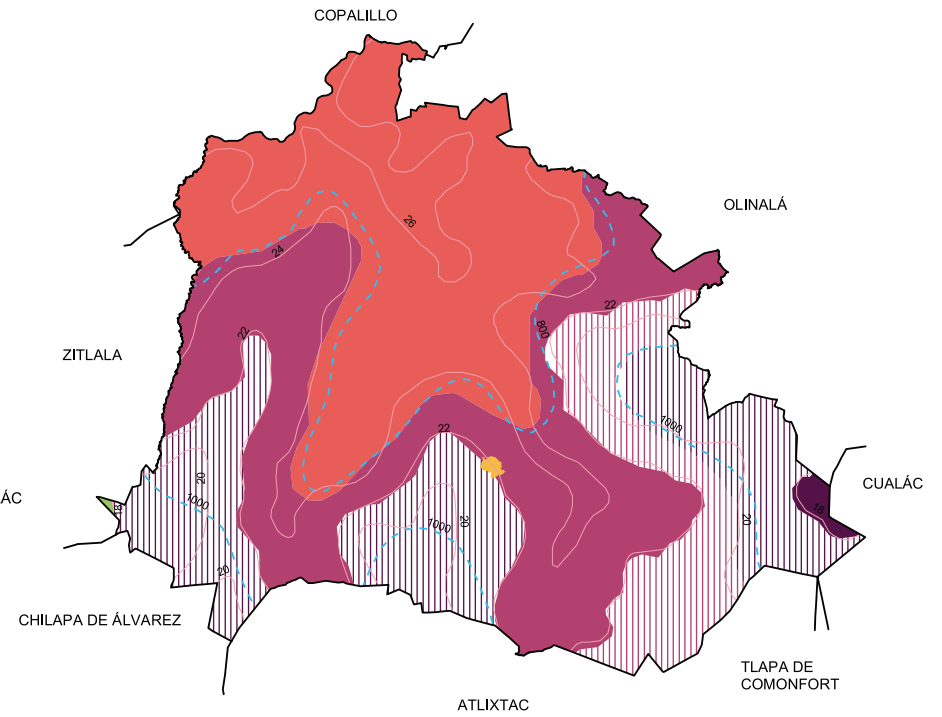 COPALILLO
OLINALÁ
26
24
22
800
22
ZITLALA
1000
22
20
CUALÁC
ÁC
18
1000
1000
20
20
18
20
CHILAPA DE ÁLVAREZ
TLAPA DE
COMONFORT
ATLIXTAC